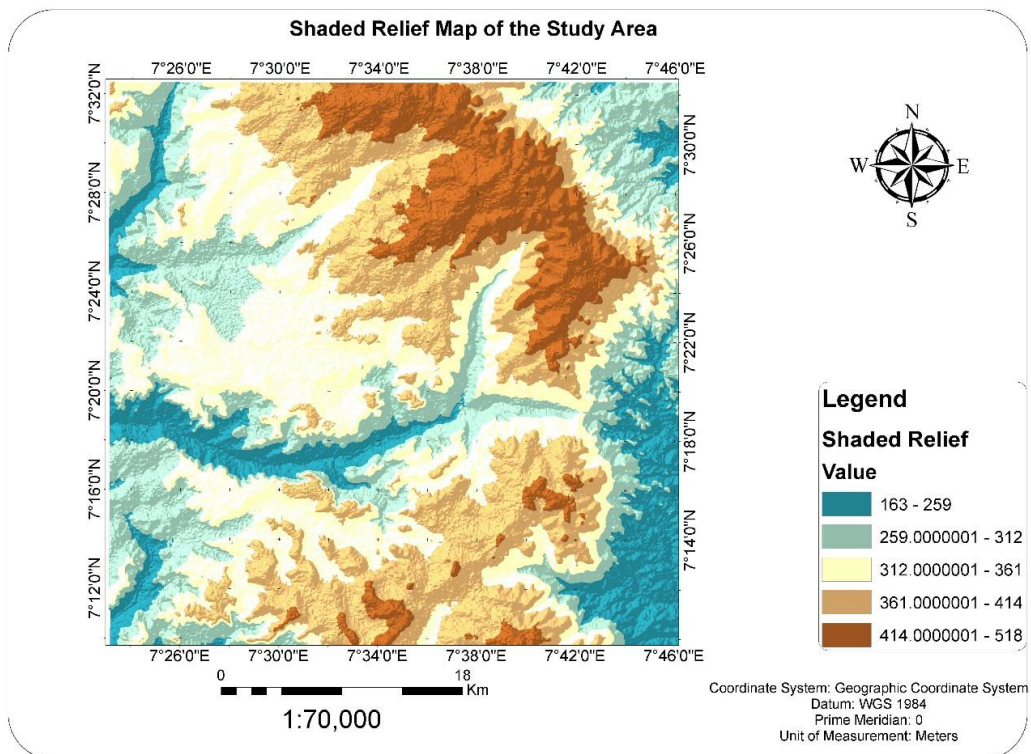 Shaded Relief Map of the Study Area
7°26'0"E 7°30'0"E 7°34'0"E 7°38'0"E 7°42'0"E 7°46'0"E
7°32'0"N
7°28'0"N
7°24'0"N
7°20'0"N
7°16'0"N
7°12'0"N
7°30'0"N
7°26'0"N
7°22'0"N
7°18'0"N
7°14'0"N
7°26'0"E 7°30'0"E 7°34'0"E 7°38'0"E 7°42'0"E 7°46'0"E
N
W E
S
Legend
Shaded Relief
Value
163 - 259
259.0000001 - 312
312.0000001 - 361
361.0000001 - 414
414.0000001 - 518
0 18
Km
1:70,000
Coordinate System: Geographic Coordinate System
Datum: WGS 1984
Prime Meridian: 0
Unit of Measurement: Meters